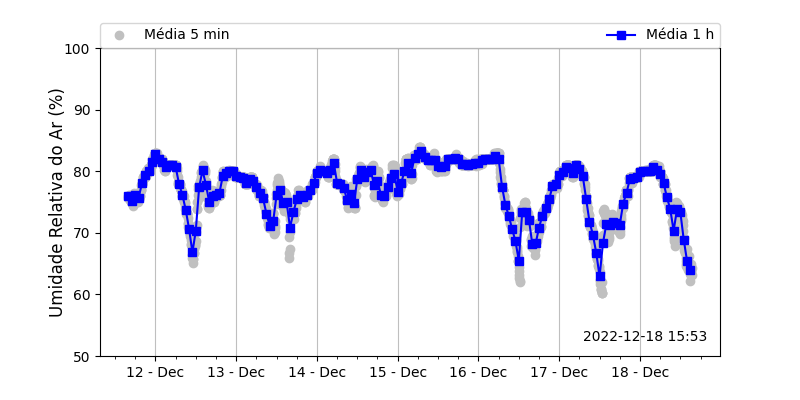 Média 5 min
Média 1 h
Umidade Relativa do Ar (%)
100
90
80
70
60
50
2022-12-18 15:53
12 - Dec
13 - Dec
14 - Dec
15 - Dec
16 - Dec
17 - Dec
18 - Dec